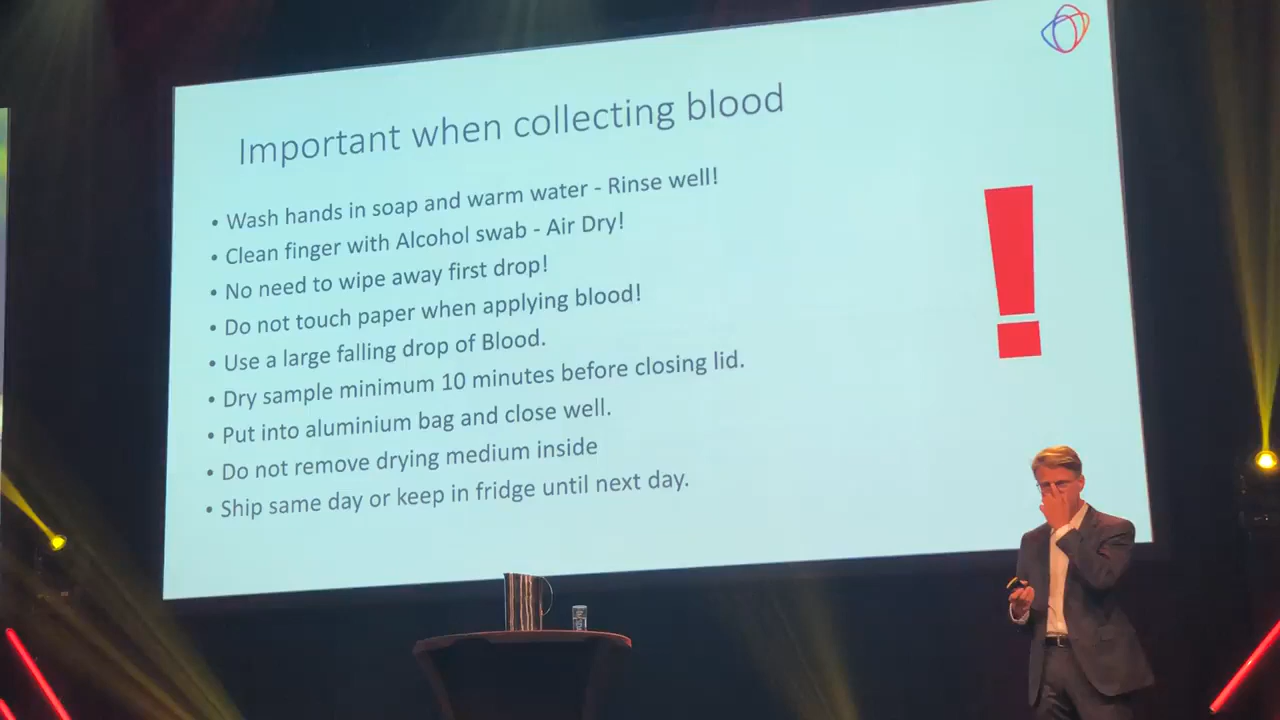 Important when collecting blood
• Wash hands in soap and warm water - Rinse well!
• Clean finger with Alcohol swab - Air Dry!
• No need to wipe away first drop!
• Do not touch paper when applying blood!
• Use a large falling drop of Blood.
• Dry sample minimum 10 minutes before closing lid.
• Put into aluminium bag and close well.
• Do not remove drying medium inside
• Ship same day or keep in fridge until next day.
!